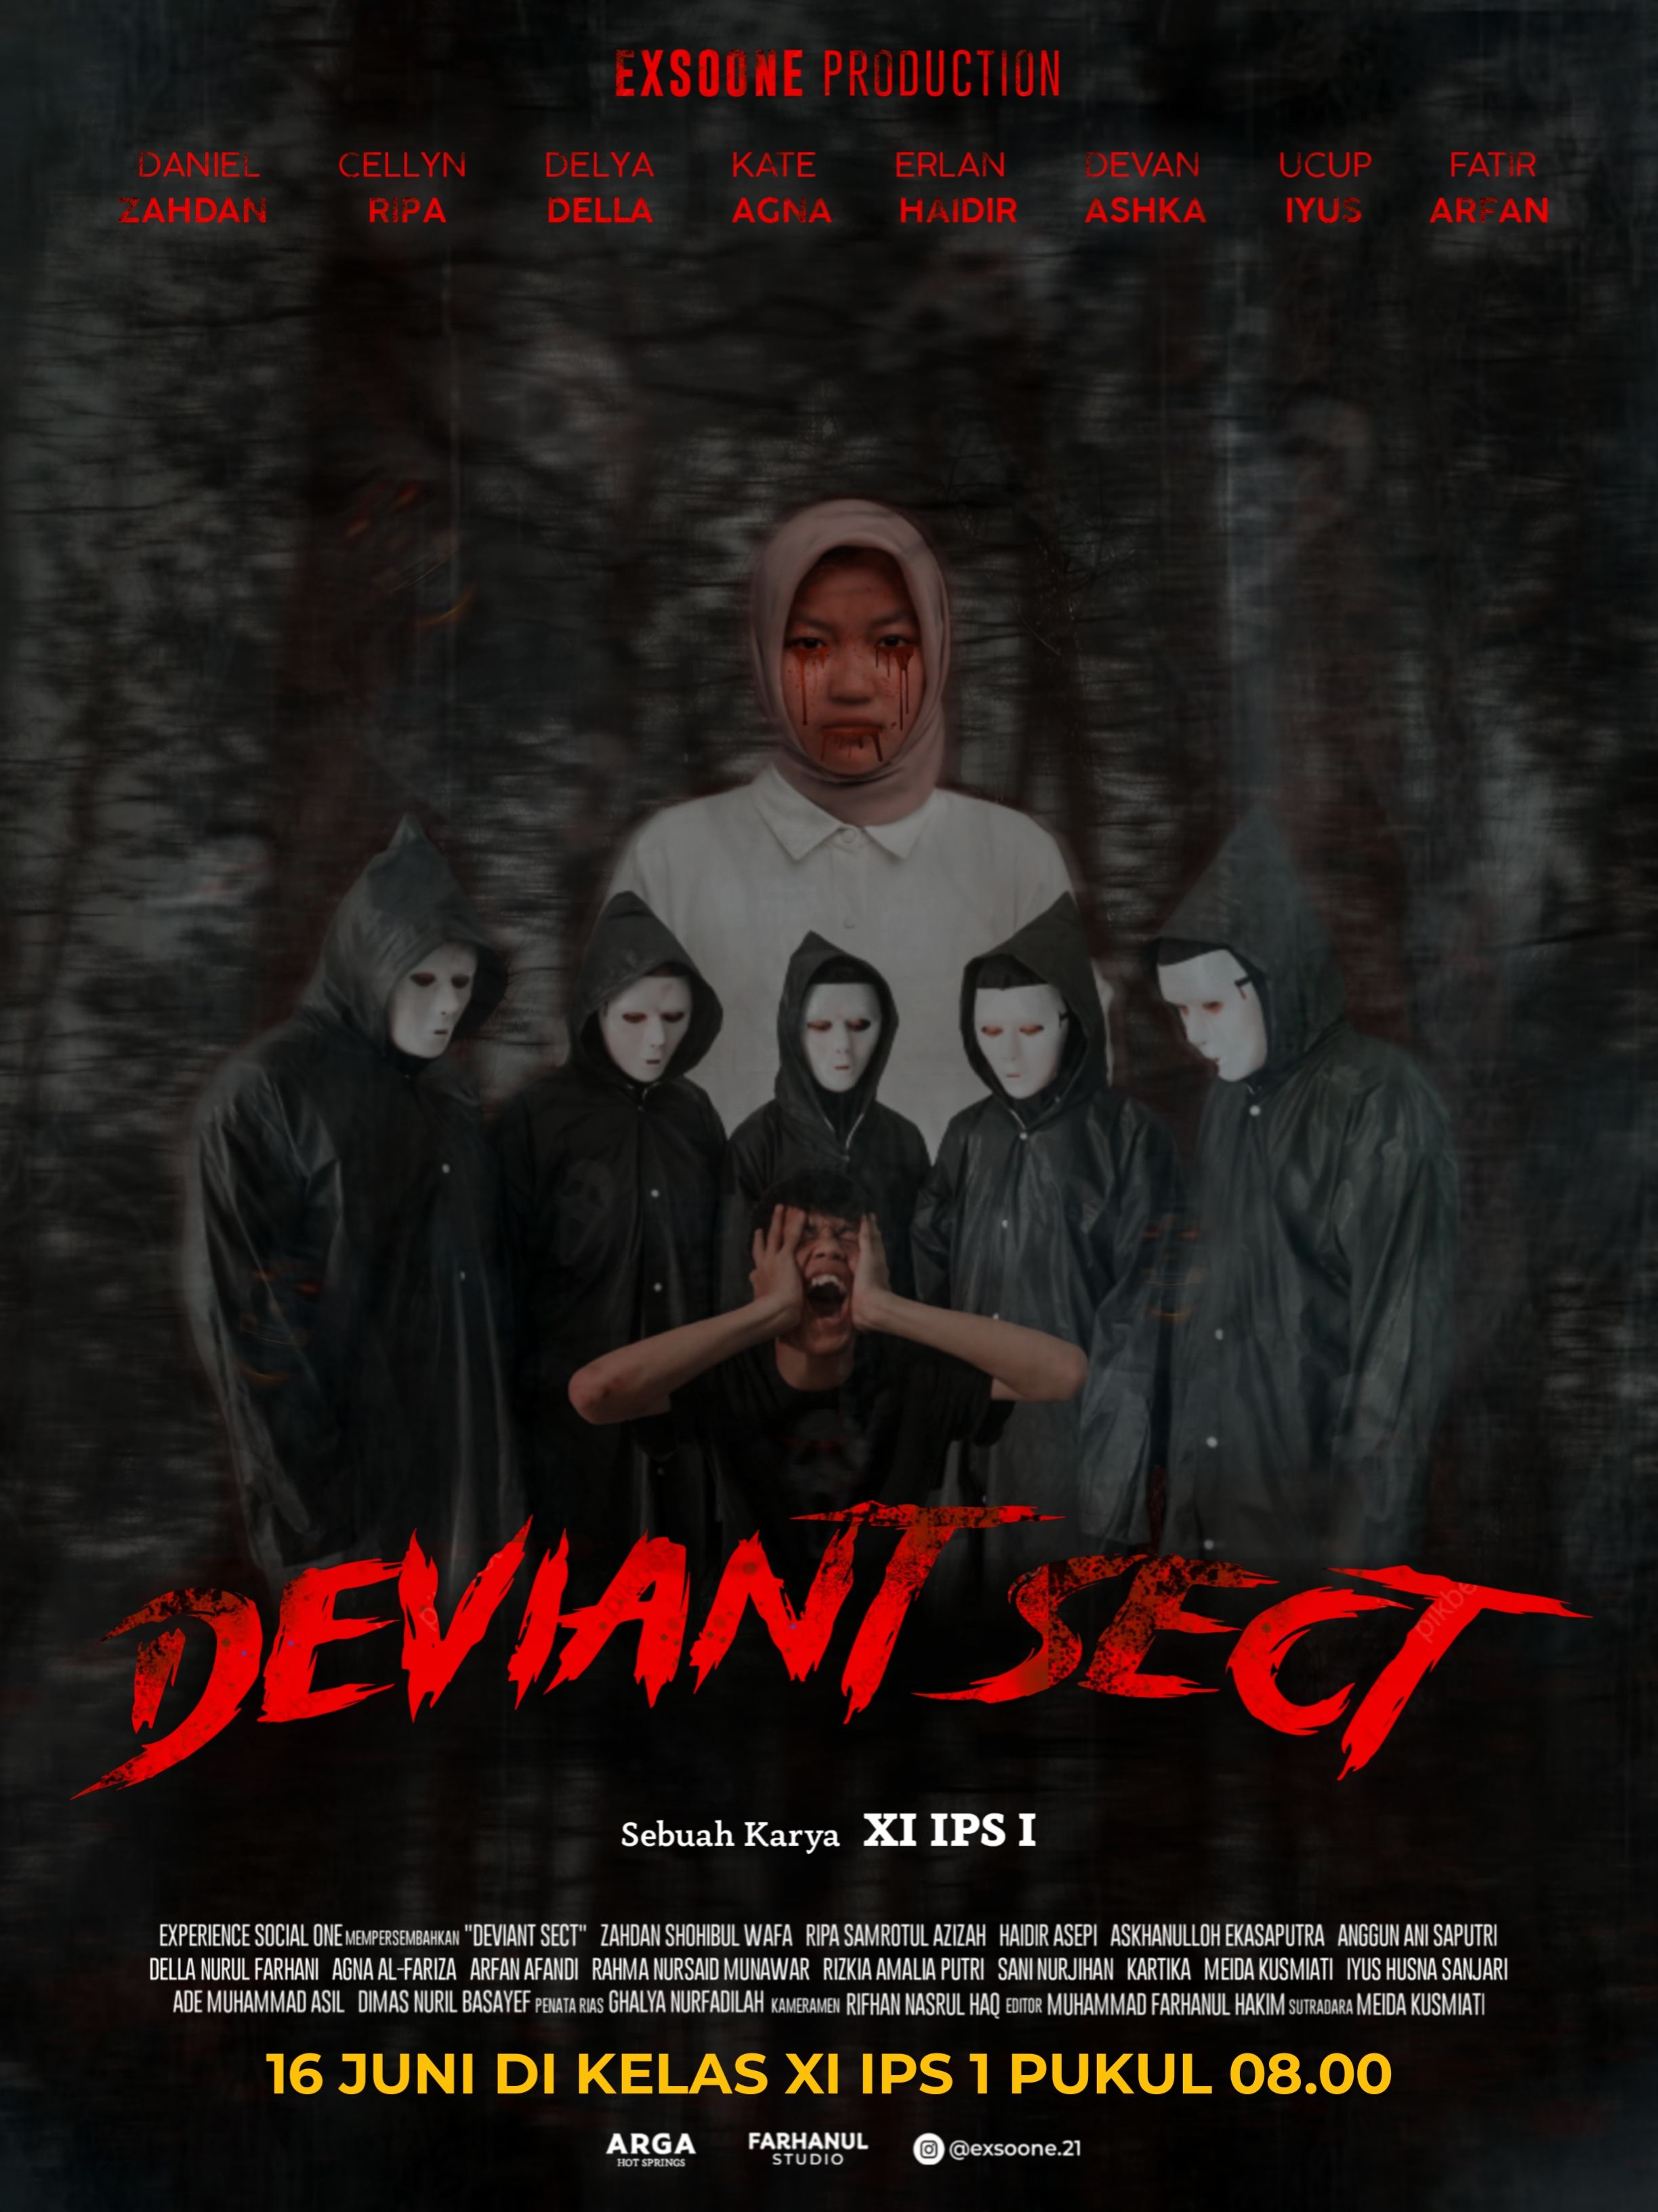 EXSOONE PRODUCTION
DANIEL CELLYN DELYA KATE ERLAN DEVAN UCUP FATIR
ZAHDAN RIPA DELLA AGNA HAIDIR ASHKA IYUS ARFAN
DEVIANT SECT
Sebuah Karya XI IPS I
EXPERIENCE SOCIAL ONE MEMPERSEMBAHKAN "DEVIANT SECT" ZAHDAN SHOHIBUL WAFA RIPA SAMROTUL AZIZAH HAIDIR ASEPI ASKHANULLOH EKASAPUTRA ANGGUN ANI SAPUTRI
DELLA NURUL FARHANI AGNA AL-FARIZA ARFAN AFANDI RAHMA NURSAID MUNAWAR RIZKIA AMALIA PUTRI SANI NURJIHAN KARTIKA MEIDA KUSMIATI IYUS HUSNA SANJARI
ADE MUHAMMAD ASIL DIMAS NURIL BASAYEF PENATA RIAS GHALYA NURFADILAH KAMERAMEN RIFHAN NASRUL HAQ EDITOR MUHAMMAD FARHANUL HAKIM SUTRADARA MEIDA KUSMIATI
16 JUNI DI KELAS XI IPS 1 PUKUL 08.00
ARGA
HOT SPRINGS
FARHANUL
STUDIO
@exsoone.21